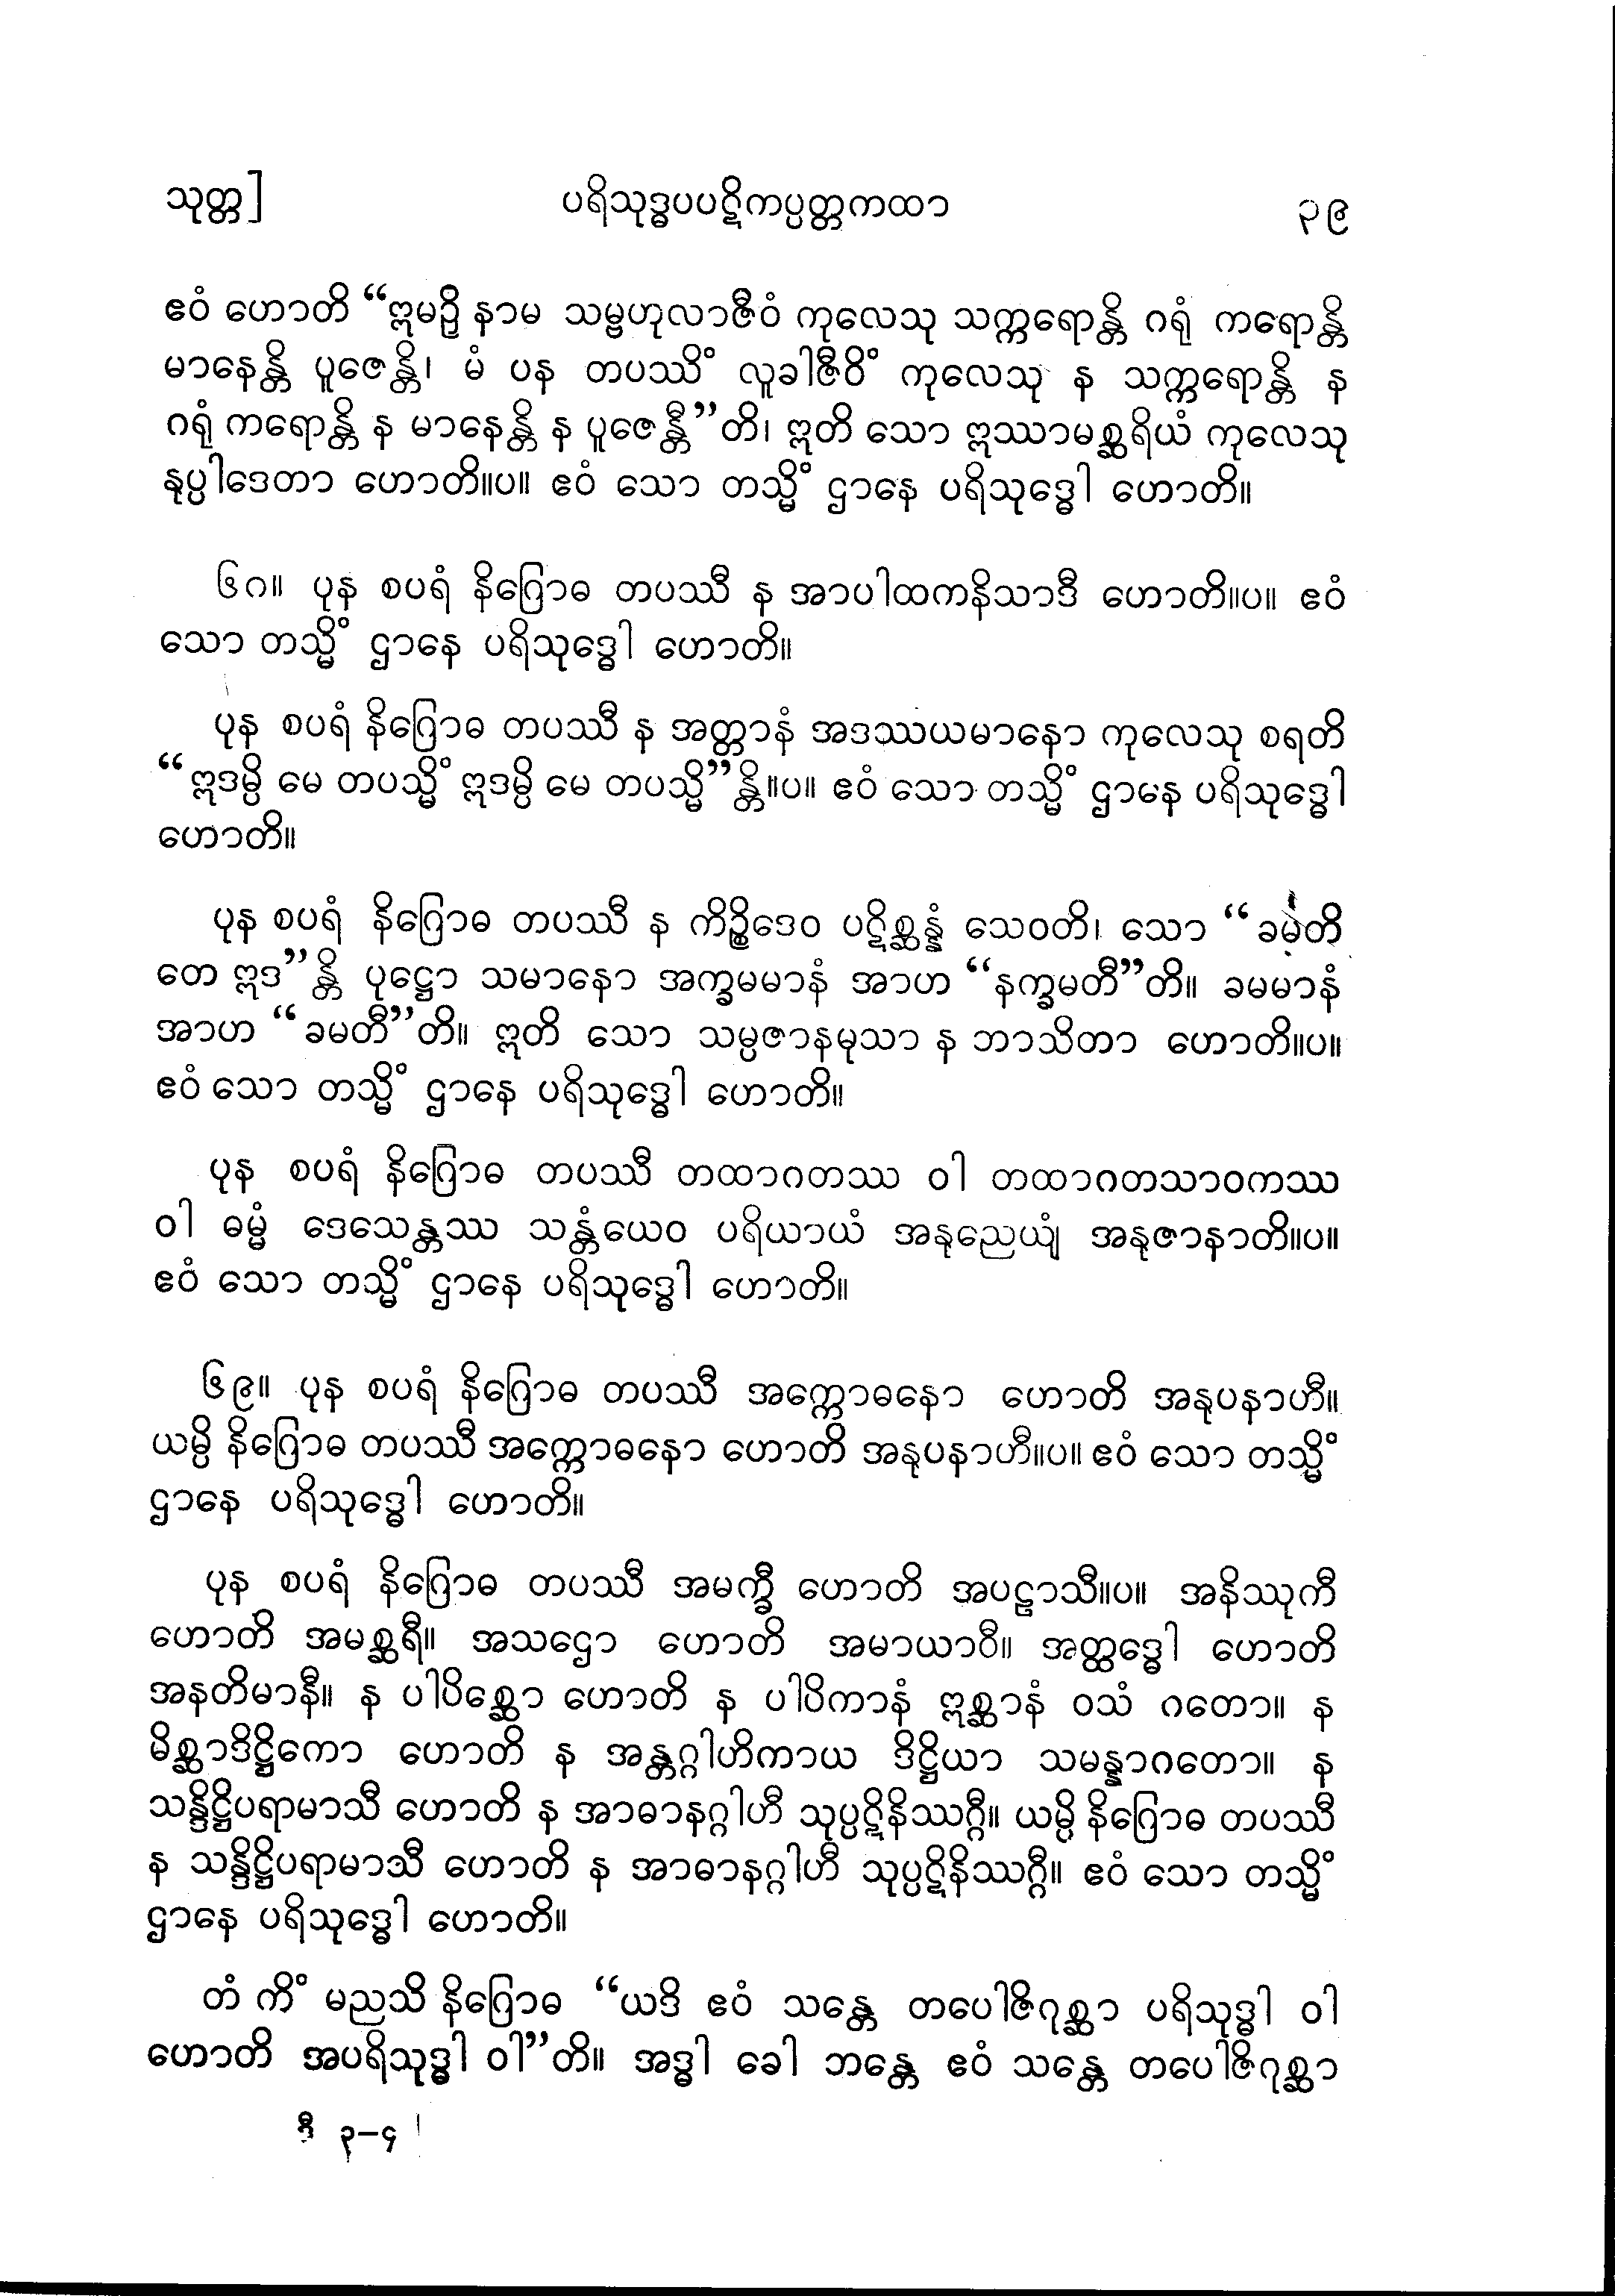 သုတ္တ] ပရိသုဒ္ဓပပဋိကပ္ပတ္တကထာ ၃၉
ဧဝံ ဟောတိ “ဣမဉှိ နာမ သမ္ဗဟုလာဇီဝံ ကုလေသု သက္ကရောန္တိ ဂရုံ ကရောန္တိ
မာနေန္တိ ပူဇေန္တိ၊ မံ ပန တပဿိံ လူခါဇီဝိံ ကုလေသု န သက္ကရောန္တိ န
ဂရုံ ကရောန္တိ န မာနေန္တိ န ပူဇေန္တီ”တိ၊ ဣတိ သော ဣဿာမစ္ဆရိယံ ကုလေသု
နုပ္ပါဒေတာ ဟောတိ။ပ။ ဧဝံ သော တသ္မိံ ဌာနေ ပရိသုဒ္ဓေါ ဟောတိ။
၆ဂ။ ပုန စပရံ နိဂြောဓ တပဿီ န အာပါထကနိသာဒီ ဟောတိ။ပ။ ဧဝံ
သော တသ္မိံ ဌာနေ ပရိသုဒ္ဓေါ ဟောတိ။
ပုန စပရံ နိဂြောဓ တပဿီ န အတ္တာနံ အဒဿယမာနော ကုလေသု စရတိ
“ဣဒမ္ပိ မေ တပသ္မိံ ဣဒမ္ပိ မေ တပသ္မိ”န္တိ။ပ။ ဧဝံ သော တသ္မိံ ဌာနေ ပရိသုဒ္ဓေါ
ဟောတိ။
ပုန စပရံ နိဂြောဓ တပဿီ န ကိဉ္စိဒေဝ ပဋိစ္ဆန္နံ သေဝတိ၊ သော “ခမတိ
တေ ဣဒ”န္တိ ပုဋ္ဌော သမာနော အက္ခမမာနံ အာဟ “နက္ခမတီ”တိ။ ခမမာနံ
အာဟ “ခမတီ”တိ။ ဣတိ သော သမ္ပဇာနမုသာ န ဘာသိတာ ဟောတိ။ပ။
ဧဝံ သော တသ္မိံ ဌာနေ ပရိသုဒ္ဓေါ ဟောတိ။
ပုန စပရံ နိဂြောဓ တပဿီ တထာဂတဿ ဝါ တထာဂတသာဝကဿ
ဝါ ဓမ္မံ ဒေသေန္တဿ သန္တံယေဝ ပရိယာယံ အနုညေယျံ အနုဇာနာတိ။ပ။
ဧဝံ သော တသ္မိံ ဌာနေ ပရိသုဒ္ဓေါ ဟောတိ။
၆၉။ ပုန စပရံ နိဂြောဓ တပဿီ အက္ကောဓနော ဟောတိ အနုပနာဟီ။
ယမ္ပိ နိဂြောဓ တပဿီ အက္ကောဓနော ဟောတိ အနုပနာဟီ။ပ။ ဧဝံ သော တသ္မိံ
ဌာနေ ပရိသုဒ္ဓေါ ဟောတိ။
ပုန စပရံ နိဂြောဓ တပဿီ အမက္ခီ ဟောတိ အပဠာသီ။ပ။ အနိဿုကီ
ဟောတိ အမစ္ဆရီ။ အသဌော ဟောတိ အမာယာဝီ။ အတ္ထဒ္ဓေါ ဟောတိ
အနတိမာနီ။ န ပါပိစ္ဆော ဟောတိ န ပါပိကာနံ ဣစ္ဆာနံ ဝသံ ဂတော။ န
မိစ္ဆာဒိဋ္ဌိကော ဟောတိ န အန္တဂ္ဂါဟိကာယ ဒိဋ္ဌိယာ သမန္နာဂတော။ န
သန္ဒိဋ္ဌိပရာမာသီ ဟောတိ န အာဓာနဂ္ဂါဟီ သုပ္ပဋိနိဿဂ္ဂီ။ ယမ္ပိ နိဂြောဓ တပဿီ
န သန္ဒိဋ္ဌိပရာမာသီ ဟောတိ န အာဓာနဂ္ဂါဟီ သုပ္ပဋိနိဿဂ္ဂီ။ ဧဝံ သော တသ္မိံ
ဌာနေ ပရိသုဒ္ဓေါ ဟောတိ။
တံ ကိံ မညသိ နိဂြောဓ “ယဒိ ဧဝံ သန္တေ တပေါဇိဂုစ္ဆာ ပရိသုဒ္ဓါ ဝါ
ဟောတိ အပရိသုဒ္ဓါ ဝါ”တိ။ အဒ္ဓါ ခေါ ဘန္တေ ဧဝံ သန္တေ တပေါဇိဂုစ္ဆာ
ဒီ ၃–၄